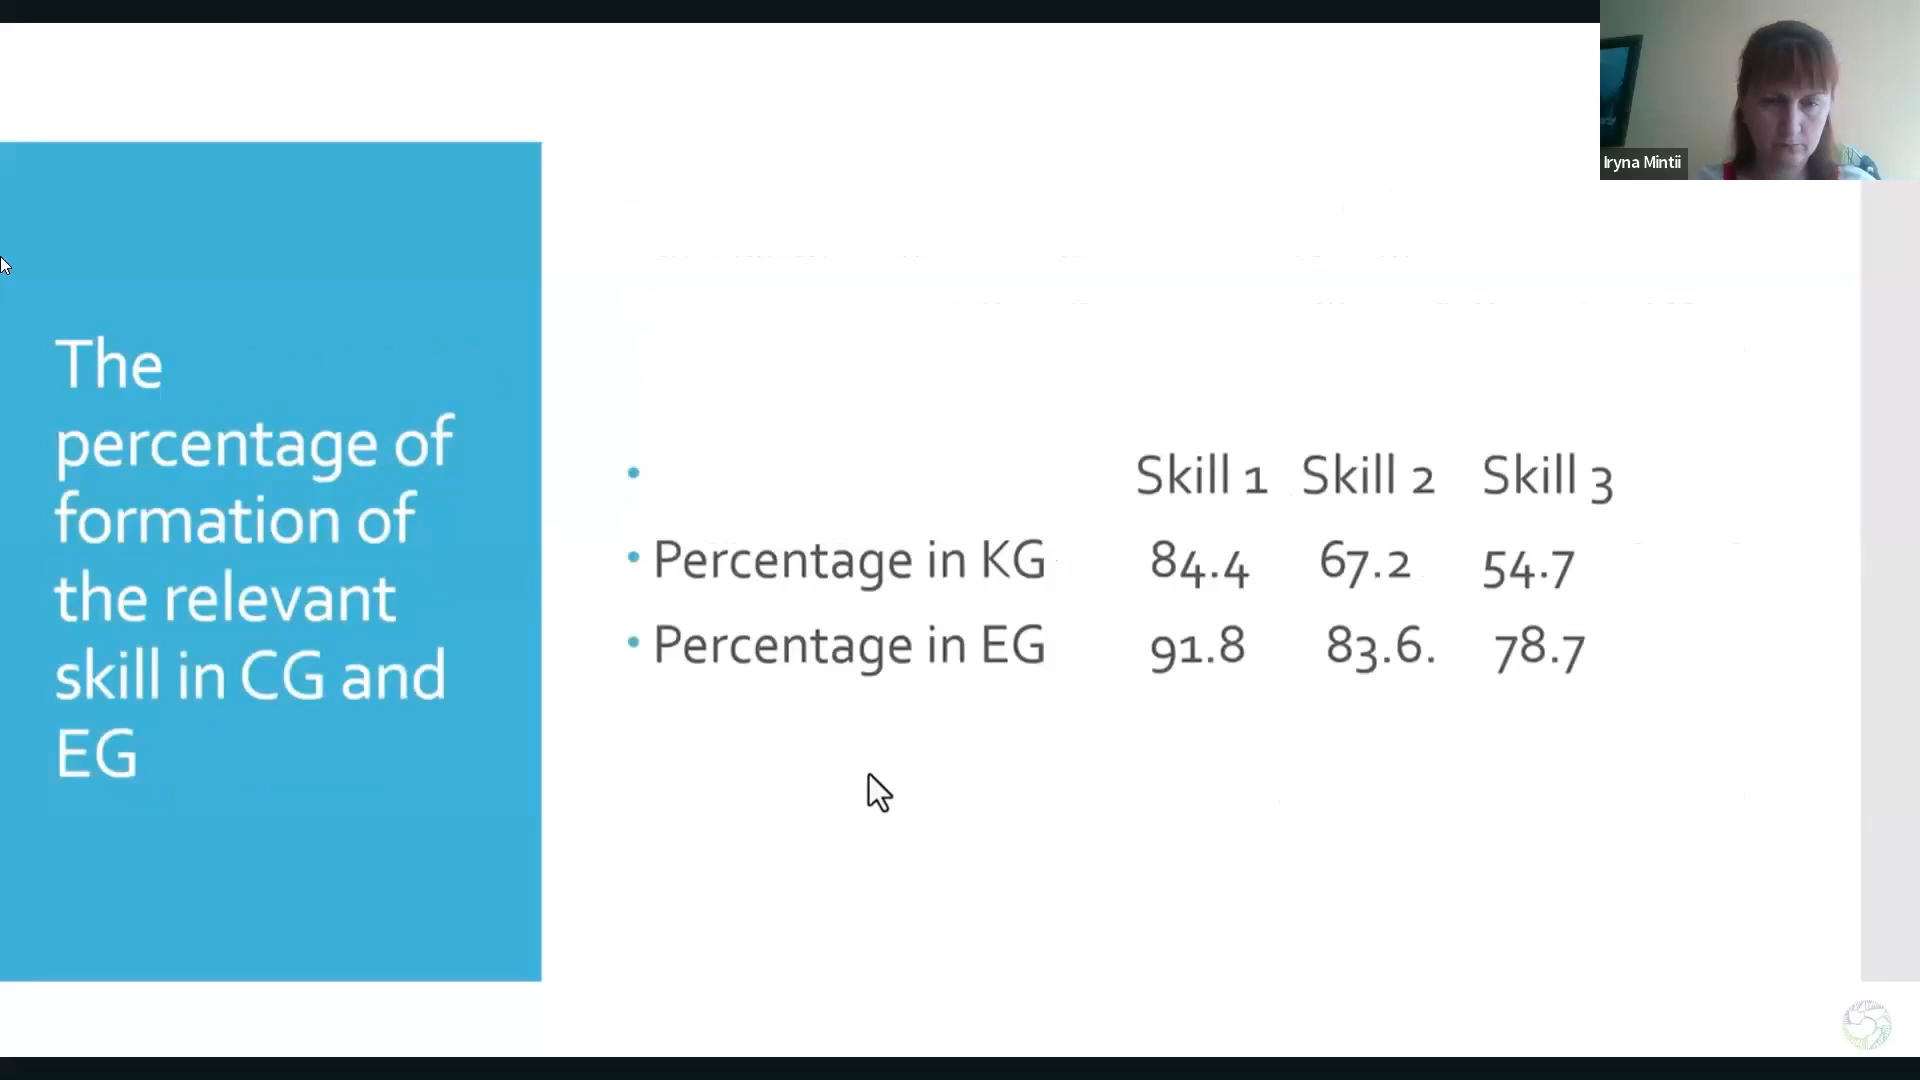 Iryna Mintii
The
percentage of
formation of
the relevant
skill in CG and
EG
• Skill 1 Skill 2 Skill 3
• Percentage in KG 84.4 67.2 54.7
• Percentage in EG 91.8 83.6. 78.7